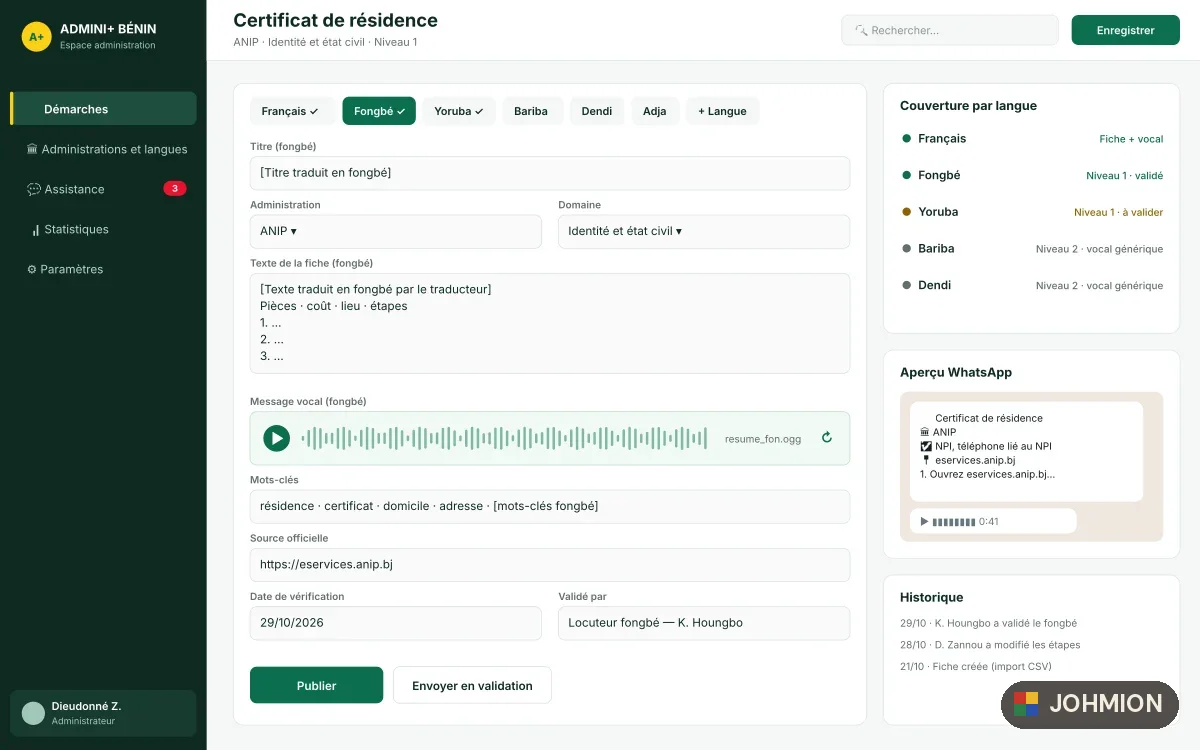 A+
ADMINI+ BÉNIN
Espace administration
Démarches
Administrations et langues
Assistance
3
Statistiques
Paramètres
Dieudonné Z.
Administrateur
Certificat de résidence
ANIP · Identité et état civil · Niveau 1
Rechercher...
Enregistrer
Français ✓
Fongbé ✓
Yoruba ✓
Bariba
Dendi
Adja
+ Langue
Titre (fongbé)
[Titre traduit en fongbé]
Administration
Domaine
ANIP ▾
Identité et état civil ▾
Texte de la fiche (fongbé)
[Texte traduit en fongbé par le traducteur]
Pièces · coût · lieu · étapes
1. ...
2. ...
3. ...
Message vocal (fongbé)
resume_fon.ogg
Mots-clés
résidence · certificat · domicile · adresse · [mots-clés fongbé]
Source officielle
https://eservices.anip.bj
Date de vérification
Validé par
29/10/2026
Locuteur fongbé — K. Houngbo
Publier
Envoyer en validation
Couverture par langue
Français
Fiche + vocal
Fongbé
Niveau 1 · validé
Yoruba
Niveau 1 · à valider
Bariba
Niveau 2 · vocal générique
Dendi
Niveau 2 · vocal générique
Aperçu WhatsApp
Certificat de résidence
ANIP
NPI, téléphone lié au NPI
eservices.anip.bj
1. Ouvrez eservices.anip.bj...
0:41
Historique
29/10 · K. Houngbo a validé le fongbé
28/10 · D. Zannou a modifié les étapes
21/10 · Fiche créée (import CSV)
JOHMION